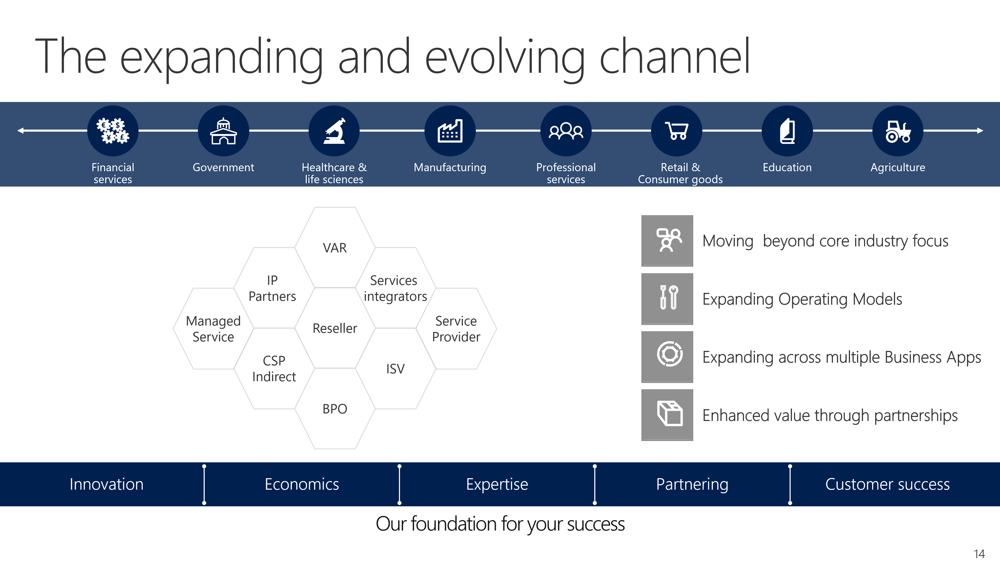 The expanding and evolving channel
€ $
¥ £
Financial
services
Government
Healthcare &
life sciences
Manufacturing
Professional
services
Retail &
Consumer goods
Education
Agriculture
VAR
IP
Partners
Services
integrators
Managed
Service
Reseller
Service
Provider
CSP
Indirect
ISV
BPO
Moving  beyond core industry focus
Expanding Operating Models
Expanding across multiple Business Apps
Enhanced value through partnerships
Innovation
Economics
Expertise
Partnering
Customer success
Our foundation for your success
14